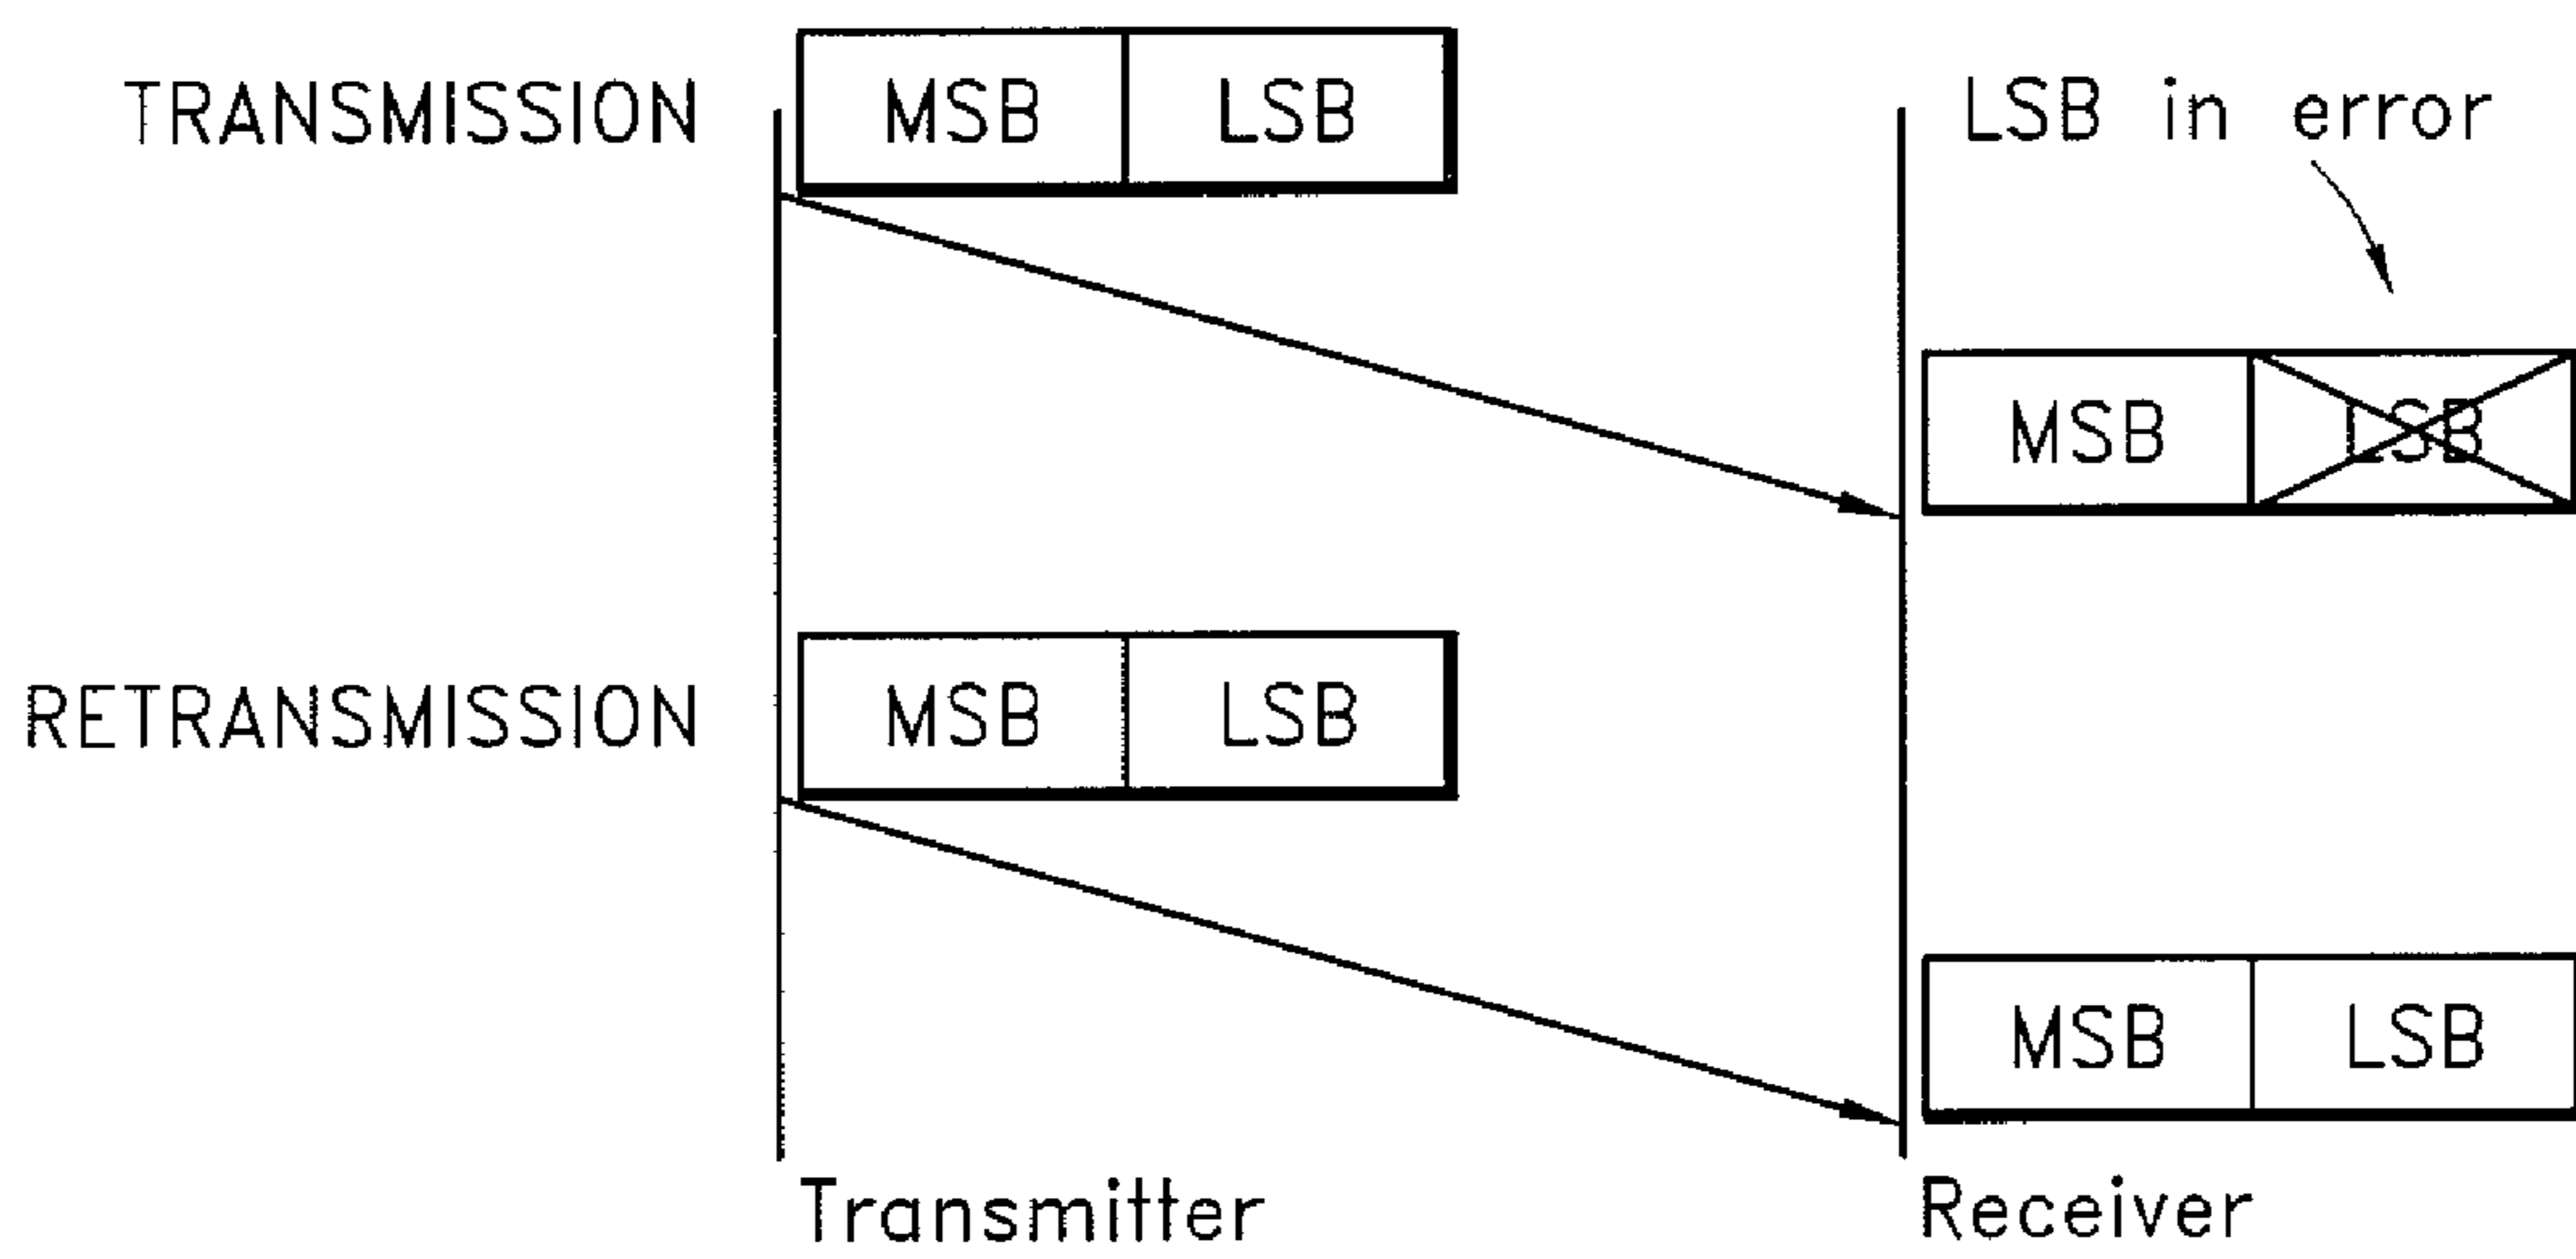 TRANSMISSION MSB LSB LSB in error
MSB LSB
RETRANSMISSION MSB LSB
MSB LSB
Transmitter Receiver